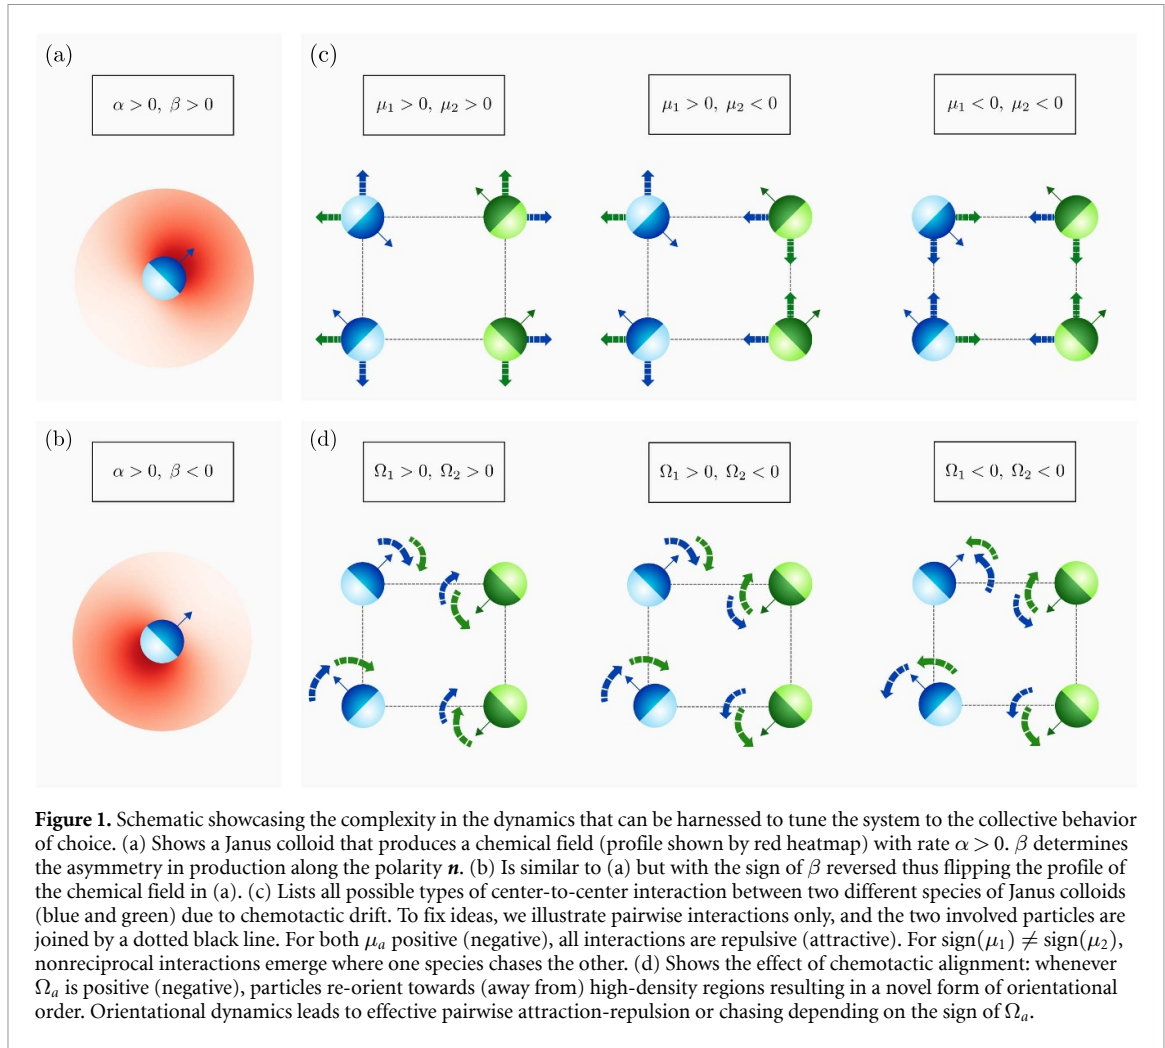 (a)
α > 0, β > 0
(c)
μ₁ > 0, μ₂ > 0
μ₁ > 0, μ₂ < 0
μ₁ < 0, μ₂ < 0
(b)
α > 0, β < 0
(d)
Ω₁ > 0, Ω₂ > 0
Ω₁ > 0, Ω₂ < 0
Ω₁ < 0, Ω₂ < 0
Figure 1. Schematic showcasing the complexity in the dynamics that can be harnessed to tune the system to the collective behavior
of choice. (a) Shows a Janus colloid that produces a chemical field (profile shown by red heatmap) with rate α > 0. β determines
the asymmetry in production along the polarity n. (b) Is similar to (a) but with the sign of β reversed thus flipping the profile of
the chemical field in (a). (c) Lists all possible types of center-to-center interaction between two different species of Janus colloids
(blue and green) due to chemotactic drift. To fix ideas, we illustrate pairwise interactions only, and the two involved particles are
joined by a dotted black line. For both μₐ positive (negative), all interactions are repulsive (attractive). For sign(μ₁) ≠ sign(μ₂),
nonreciprocal interactions emerge where one species chases the other. (d) Shows the effect of chemotactic alignment: whenever
Ωₐ is positive (negative), particles re-orient towards (away from) high-density regions resulting in a novel form of orientational
order. Orientational dynamics leads to effective pairwise attraction-repulsion or chasing depending on the sign of Ωₐ.